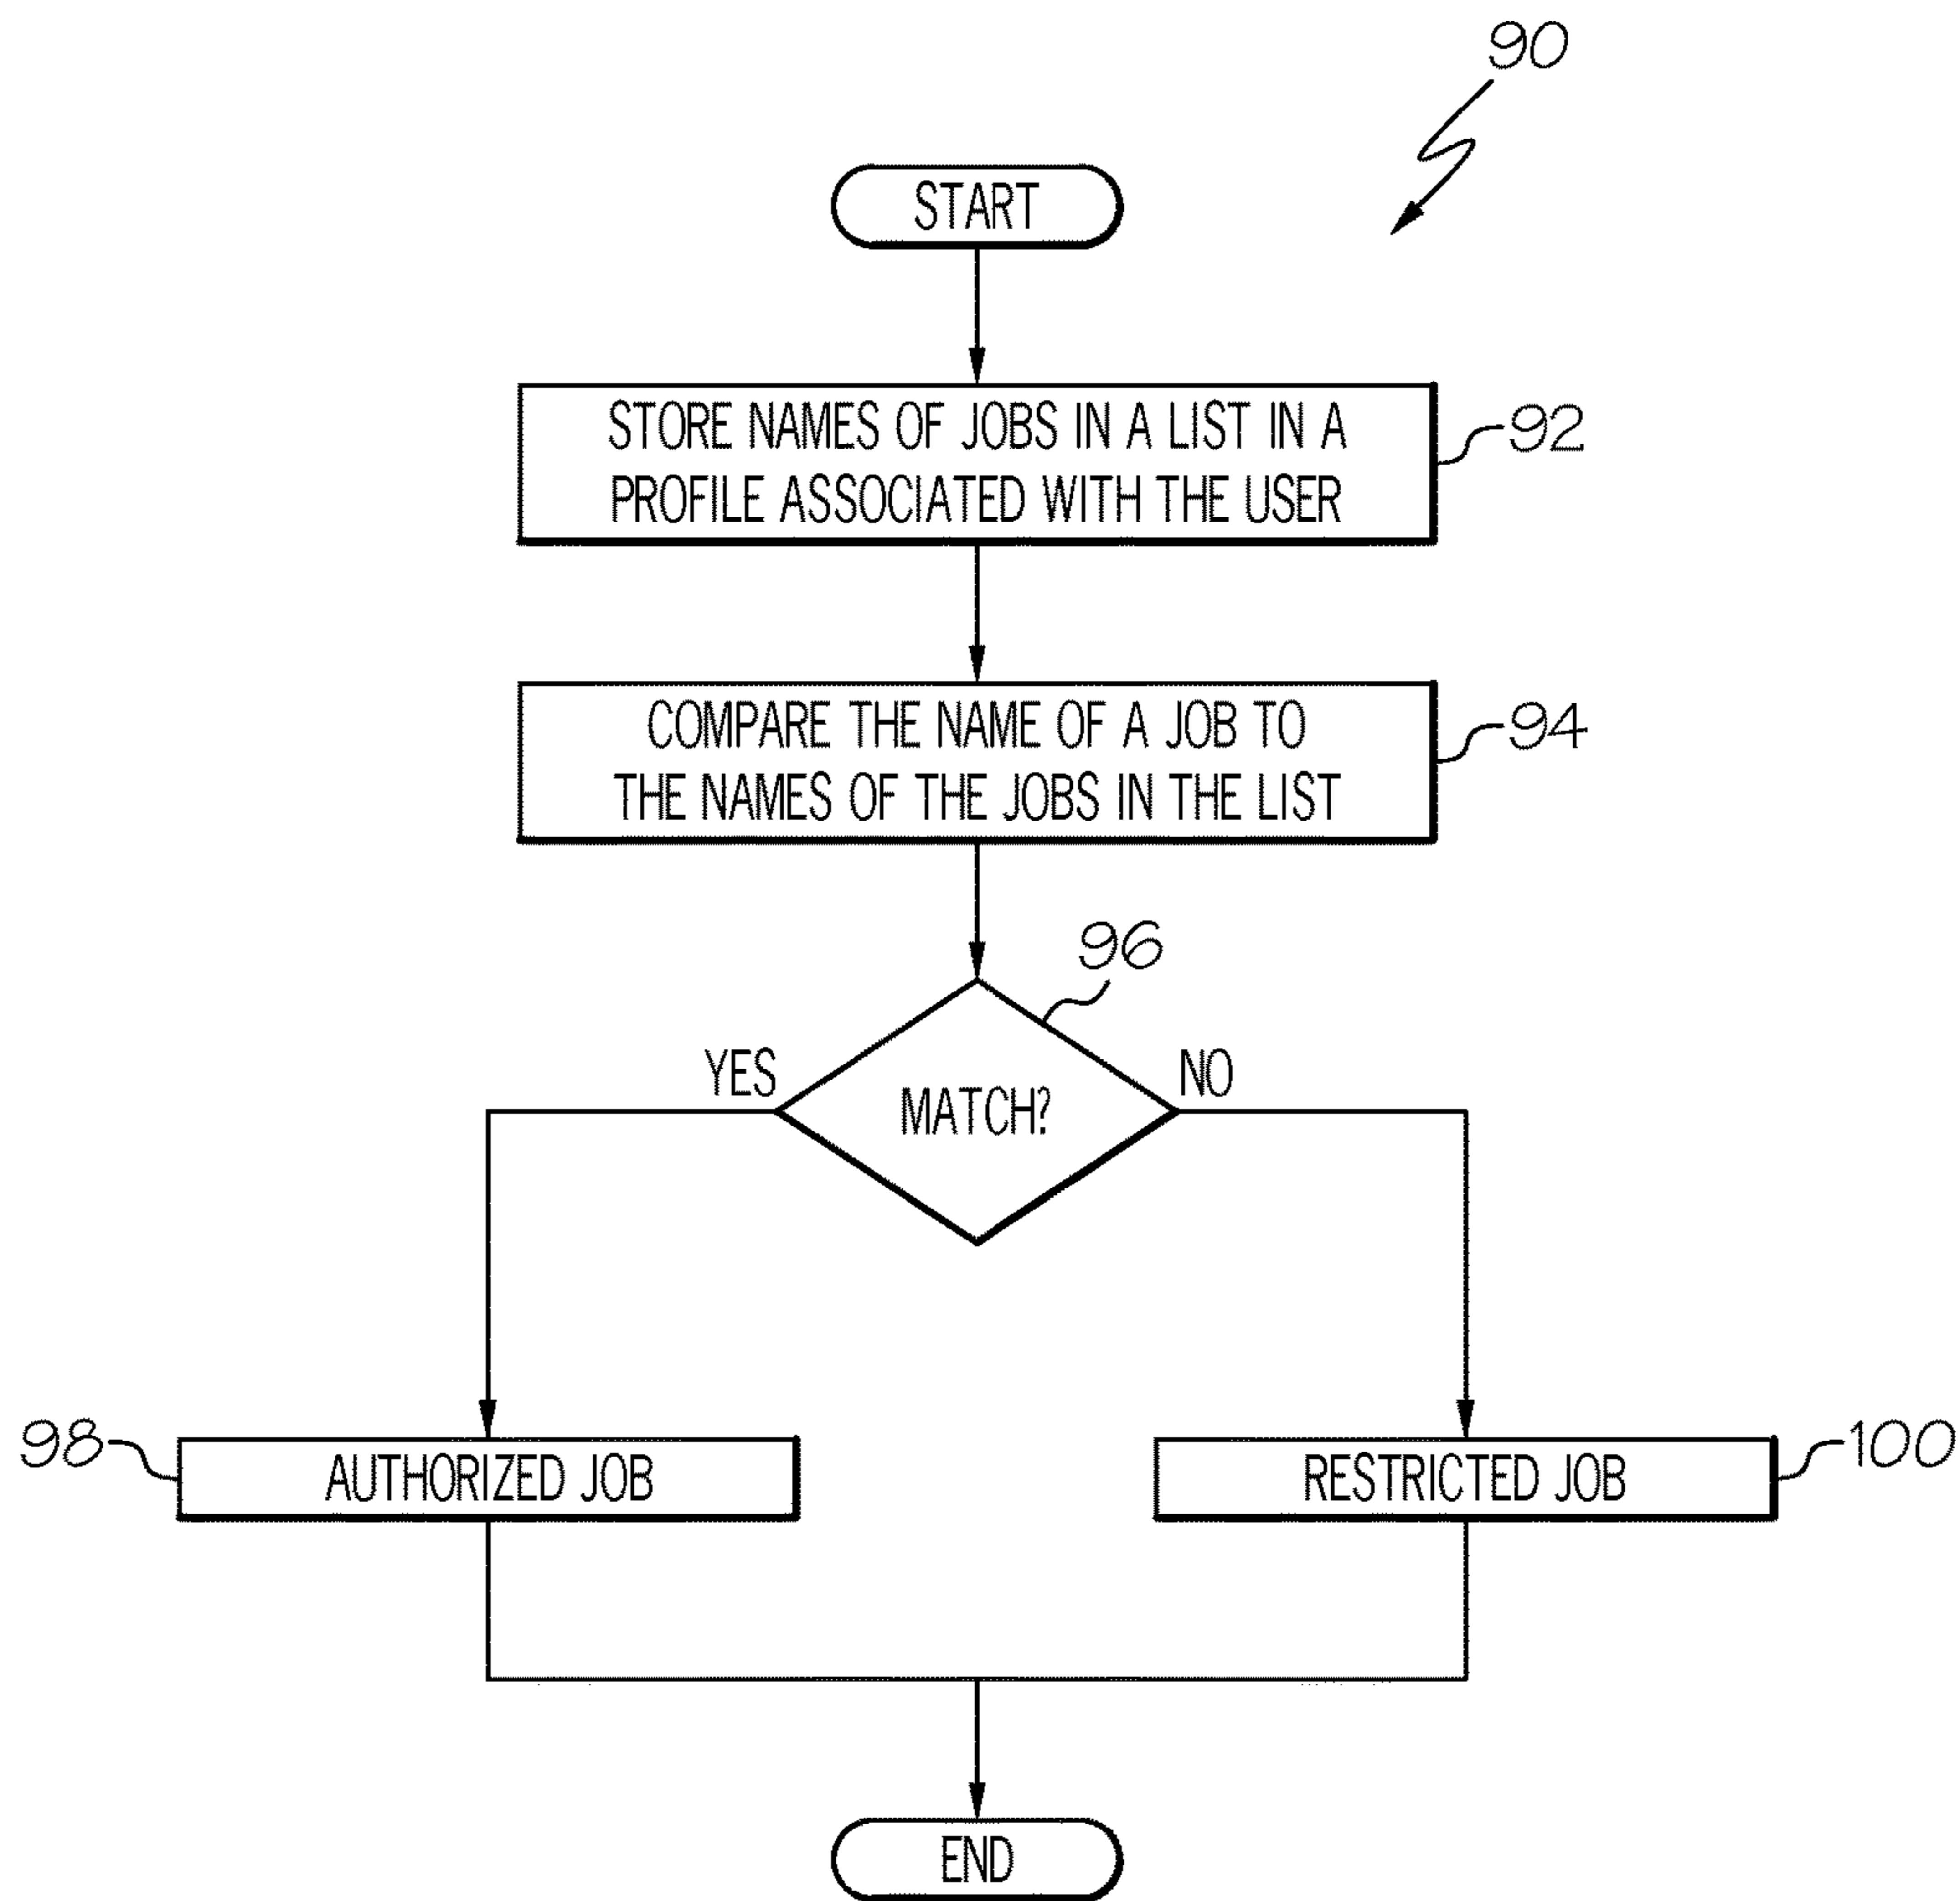 90
START
STORE NAMES OF JOBS IN A LIST IN A
PROFILE ASSOCIATED WITH THE USER
92
COMPARE THE NAME OF A JOB TO
THE NAMES OF THE JOBS IN THE LIST
94
96
YES
MATCH?
NO
98
AUTHORIZED JOB
RESTRICTED JOB
100
END